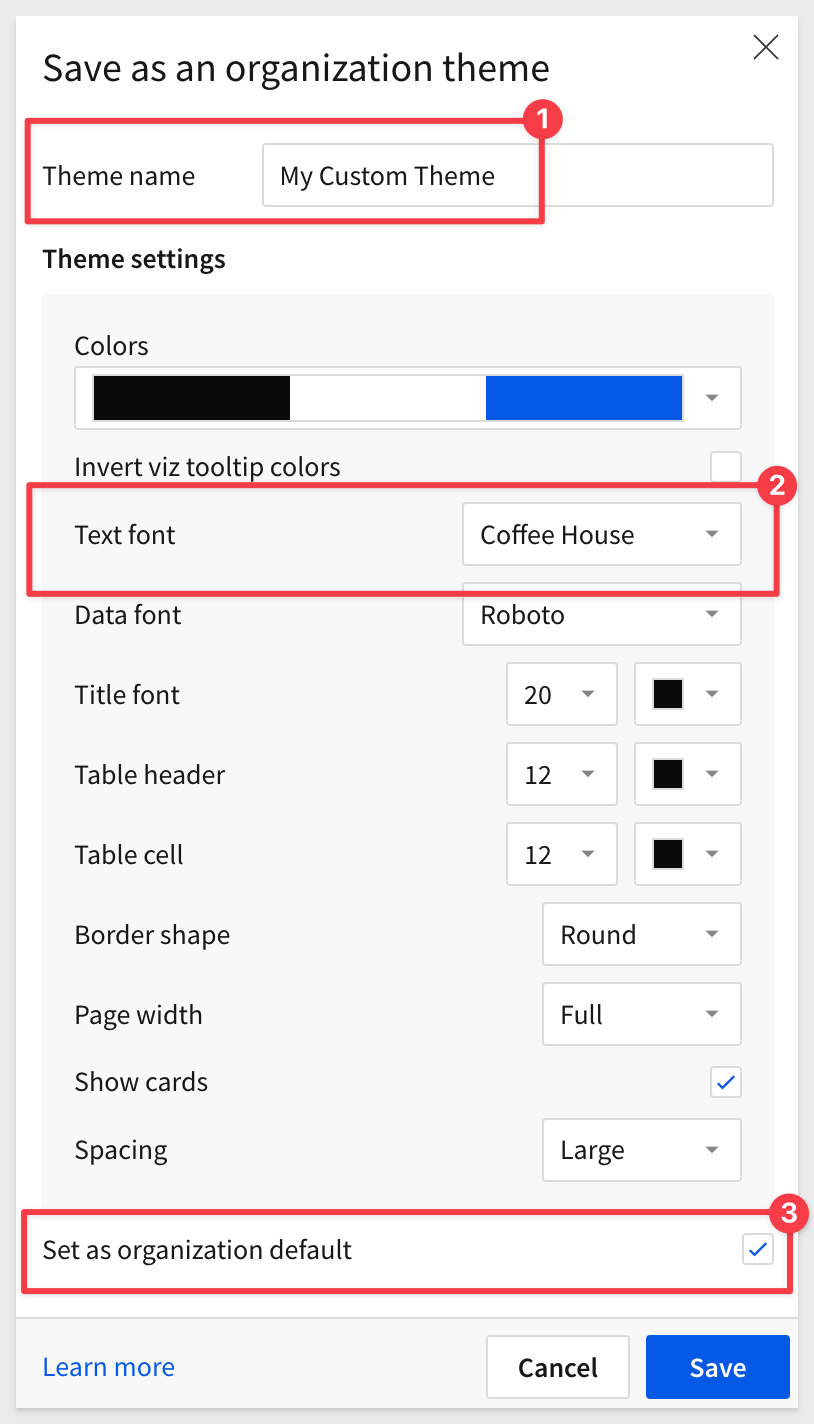 Save as an organization theme
1
Theme name My Custom Theme
Theme settings
Colors
Invert viz tooltip colors
2
Text font Coffee House
Data font Roboto
Title font 20
Table header 12
Table cell 12
Border shape Round
Page width Full
Show cards
Spacing Large
3
Set as organization default
Learn more Cancel Save